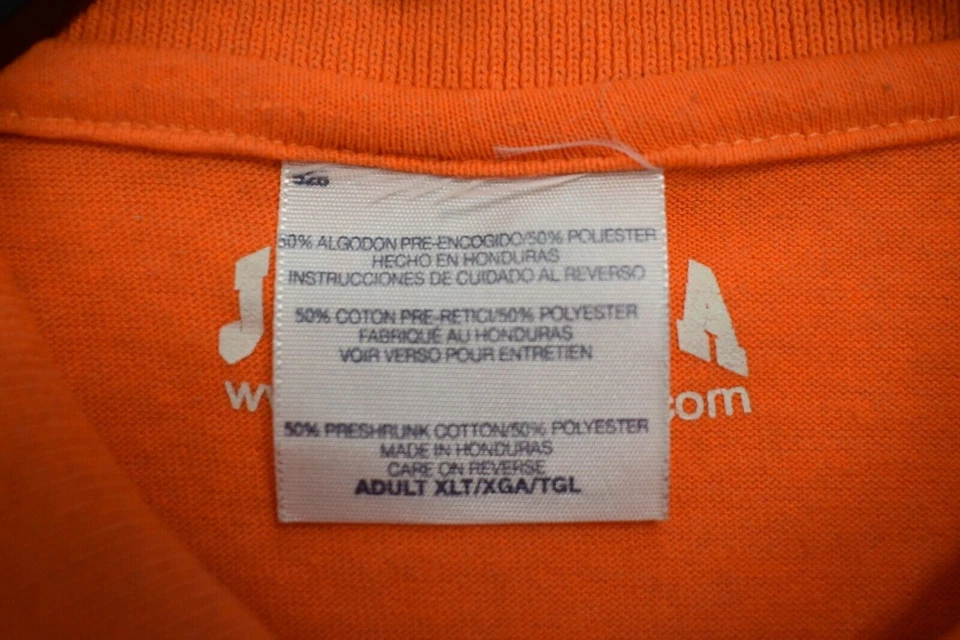 50% ALGODON PRE-ENCOGIDO/50% POLIESTER
HECHO EN HONDURAS
INSTRUCCIONES DE CUIDADO AL REVERSO
50% COTON PRE-RETICI/50% POLYESTER
FABRIQUÉ AU HONDURAS
VOIR VERSO POUR ENTRETIEN
50% PRESHRUNK COTTON/50% POLYESTER
MADE IN HONDURAS
CARE ON REVERSE
ADULT XLT/XGA/TGL
J A
com